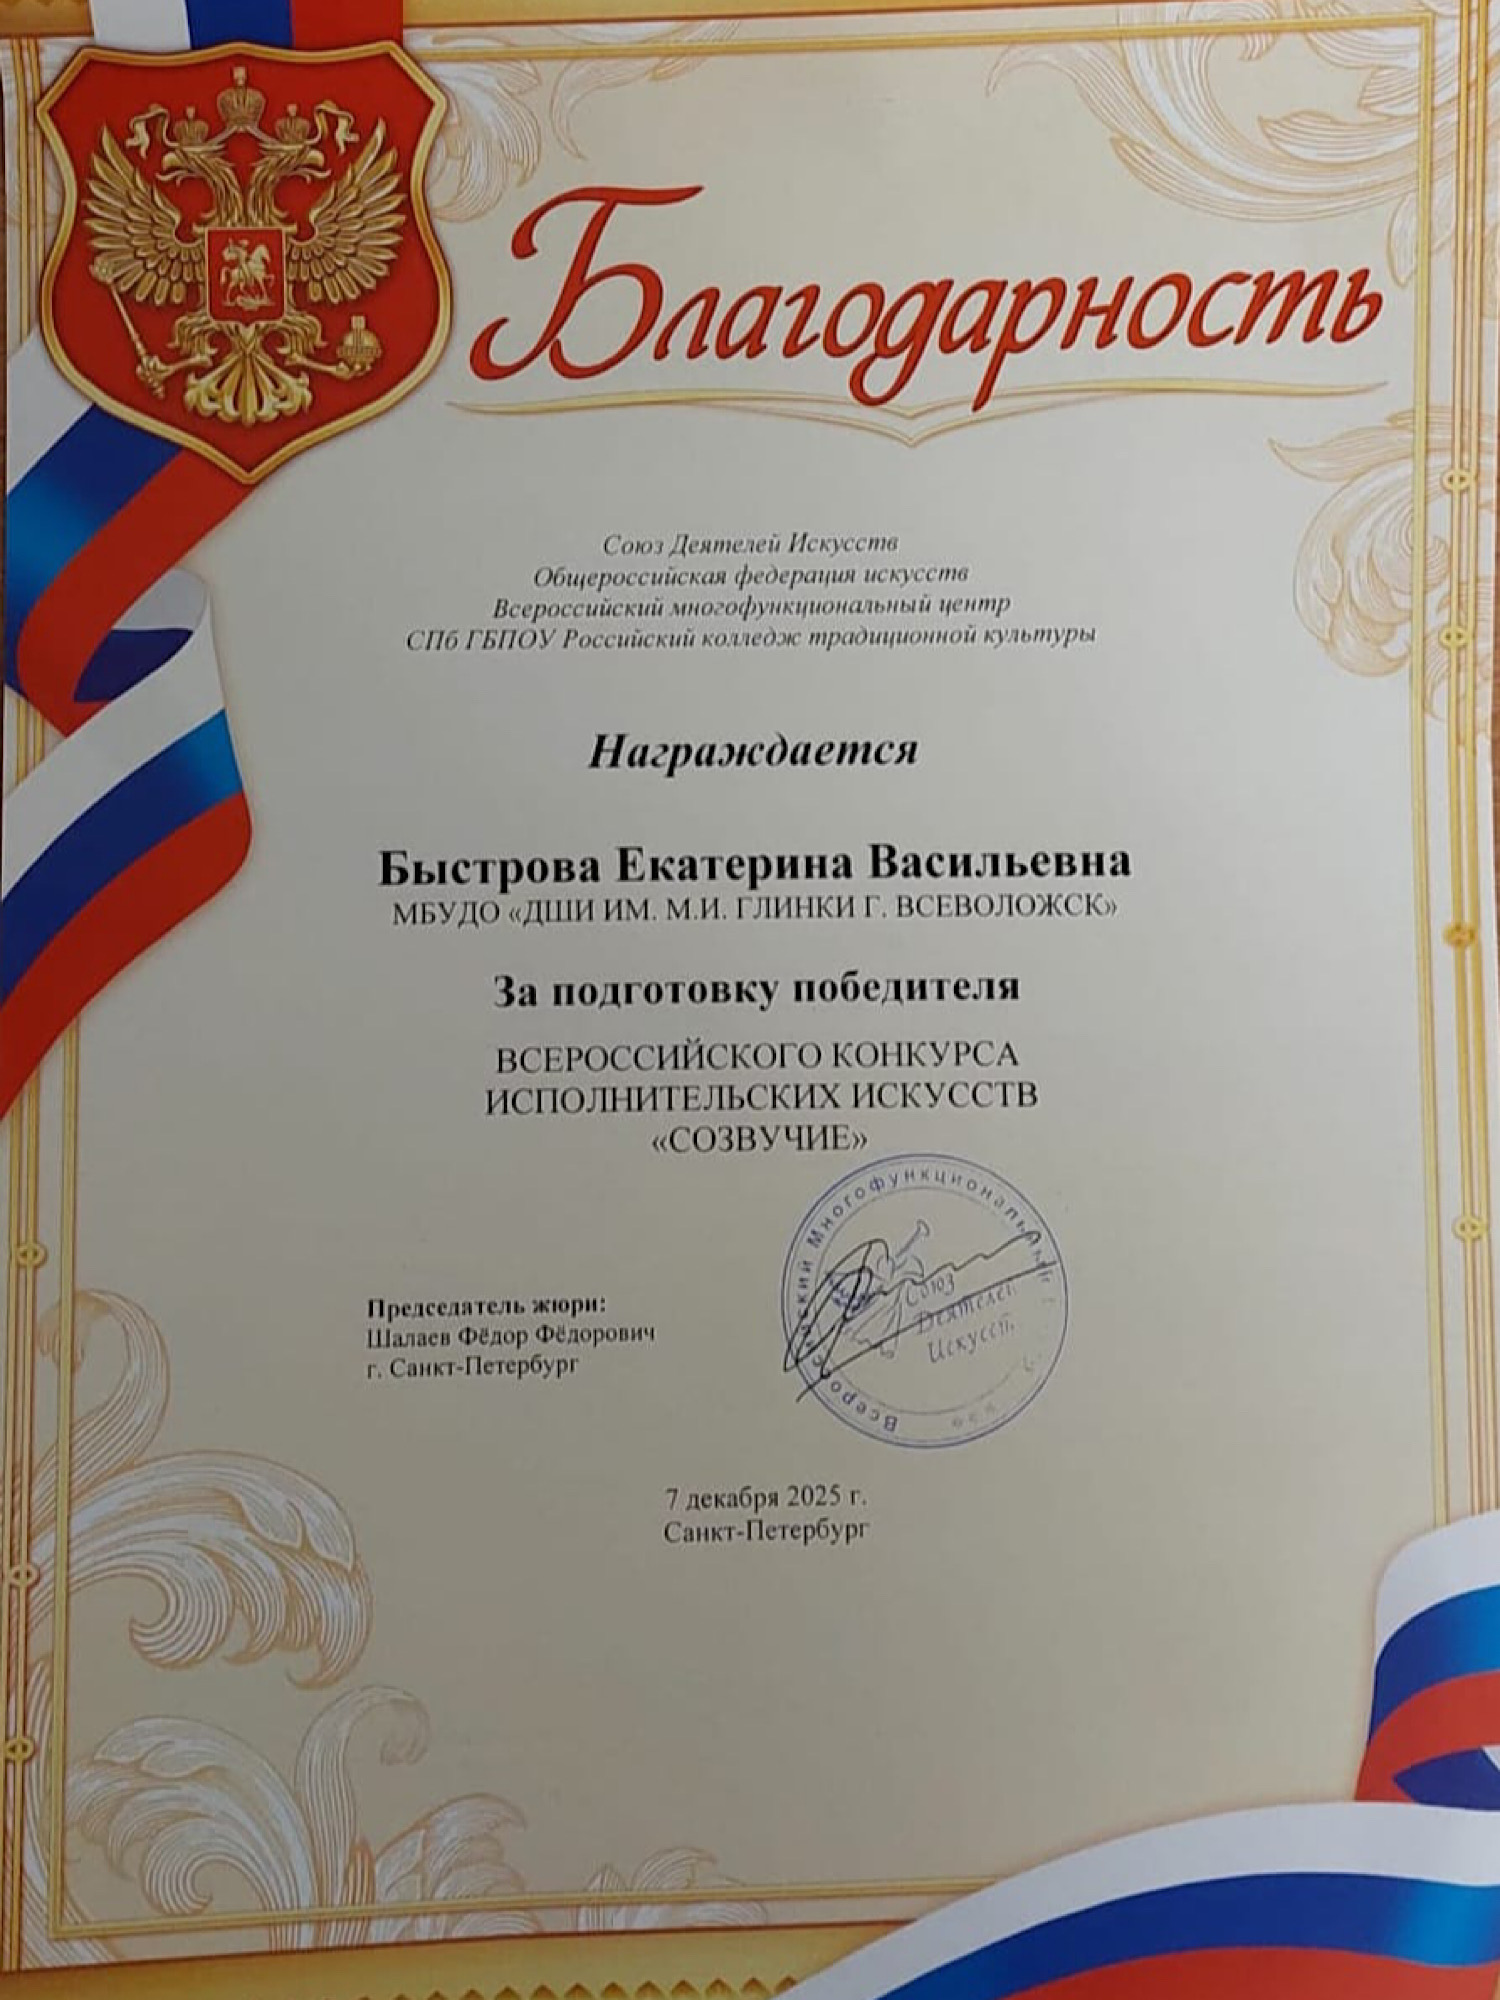 Благодарность
Союз Деятелей Искусств
Общероссийская федерация искусств
Всероссийский многофункциональный центр
СПб ГБПОУ Российский колледж традиционной культуры
Награждается
Быстрова Екатерина Васильевна
МБУДО «ДШИ ИМ. М.И. ГЛИНКИ Г. ВСЕВОЛОЖСК»
За подготовку победителя
ВСЕРОССИЙСКОГО КОНКУРСА
ИСПОЛНИТЕЛЬСКИХ ИСКУССТВ
«СОЗВУЧИЕ»
Председатель жюри:
Шалаев Фёдор Фёдорович
г. Санкт-Петербург
Всероссийский Многофункциональный
Союз
Деятелей
Искусств
7 декабря 2025 г.
Санкт-Петербург